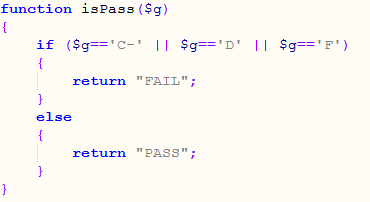 function isPass($g)
{
if ($g=='C-' || $g=='D' || $g=='F')
{
return "FAIL";
}
else
{
return "PASS";
}
}